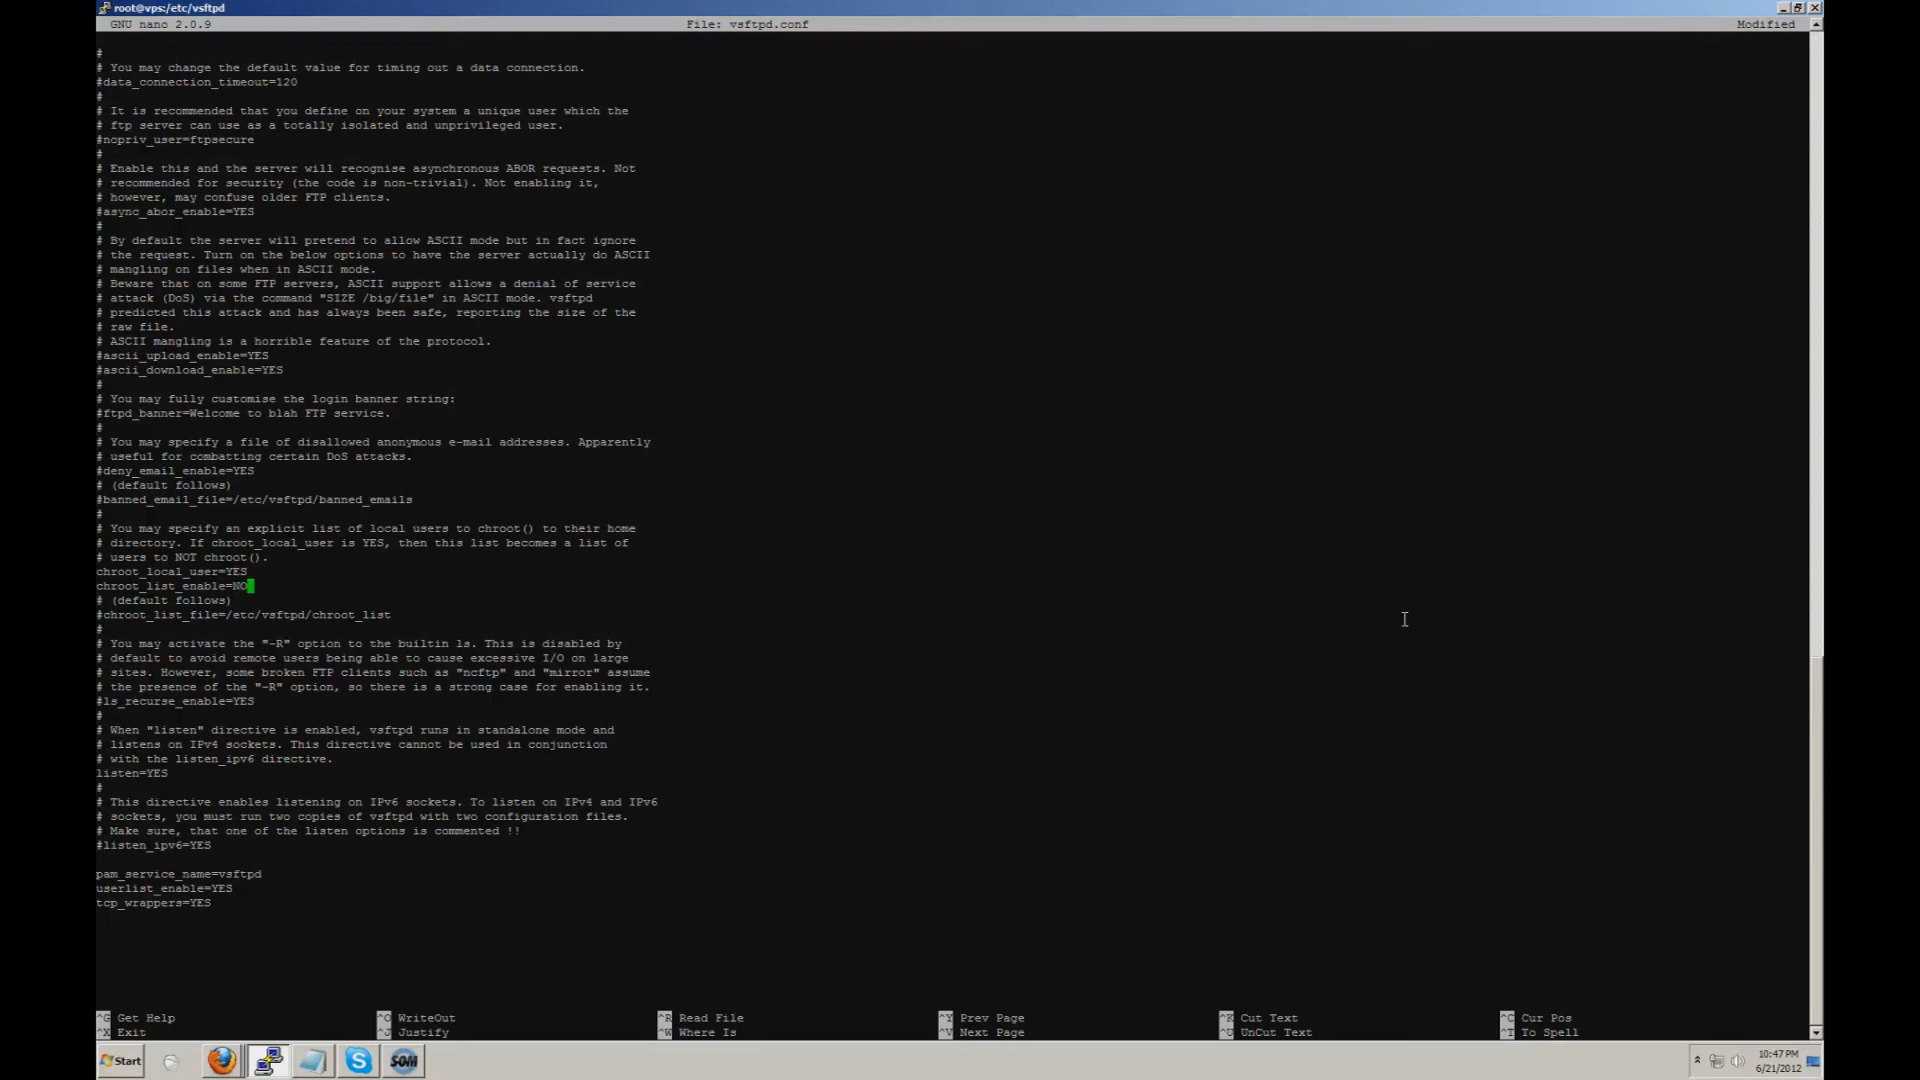 root@vps:/etc/vsftpd
GNU nano 2.0.9 File: vsftpd.conf Modified
#
# You may change the default value for timing out a data connection.
#data_connection_timeout=120
#
# It is recommended that you define on your system a unique user which the
# ftp server can use as a totally isolated and unprivileged user.
#nopriv_user=ftpsecure
#
# Enable this and the server will recognise asynchronous ABOR requests. Not
# recommended for security (the code is non-trivial). Not enabling it,
# however, may confuse older FTP clients.
#async_abor_enable=YES
#
# By default the server will pretend to allow ASCII mode but in fact ignore
# the request. Turn on the below options to have the server actually do ASCII
# mangling on files when in ASCII mode.
# Beware that on some FTP servers, ASCII support allows a denial of service
# attack (DoS) via the command "SIZE /big/file" in ASCII mode. vsftpd
# predicted this attack and has always been safe, reporting the size of the
# raw file.
# ASCII mangling is a horrible feature of the protocol.
#ascii_upload_enable=YES
#ascii_download_enable=YES
#
# You may fully customise the login banner string:
#ftpd_banner=Welcome to blah FTP service.
#
# You may specify a file of disallowed anonymous e-mail addresses. Apparently
# useful for combatting certain DoS attacks.
#deny_email_enable=YES
# (default follows)
#banned_email_file=/etc/vsftpd/banned_emails
#
# You may specify an explicit list of local users to chroot() to their home
# directory. If chroot_local_user is YES, then this list becomes a list of
# users to NOT chroot().
chroot_local_user=YES
chroot_list_enable=NO
# (default follows)
#chroot_list_file=/etc/vsftpd/chroot_list
#
# You may activate the "-R" option to the builtin ls. This is disabled by
# default to avoid remote users being able to cause excessive I/O on large
# sites. However, some broken FTP clients such as "ncftp" and "mirror" assume
# the presence of the "-R" option, so there is a strong case for enabling it.
#ls_recurse_enable=YES
#
# When "listen" directive is enabled, vsftpd runs in standalone mode and
# listens on IPv4 sockets. This directive cannot be used in conjunction
# with the listen_ipv6 directive.
listen=YES
#
# This directive enables listening on IPv6 sockets. To listen on IPv4 and IPv6
# sockets, you must run two copies of vsftpd with two configuration files.
# Make sure, that one of the listen options is commented !!
#listen_ipv6=YES
pam_service_name=vsftpd
userlist_enable=YES
tcp_wrappers=YES
^G Get Help ^O WriteOut ^R Read File ^Y Prev Page ^K Cut Text ^C Cur Pos
^X Exit ^J Justify ^W Where Is ^V Next Page ^U UnCut Text ^T To Spell
Start SOM 10:47 PM
6/21/2012